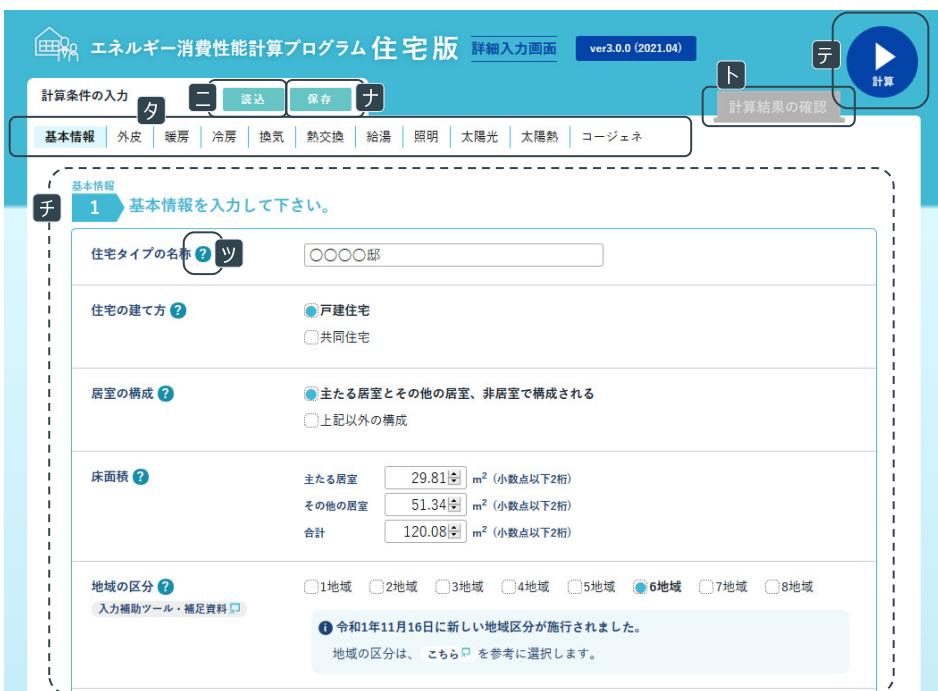 エネルギー消費性能計算プログラム 住宅版 詳細入力画面 ver3.0.0 (2021.04)
テ
計算
ト
計算結果の確認
計算条件の入力
タ
ニ
読込
保存
ナ
基本情報 外皮 暖房 冷房 換気 熱交換 給湯 照明 太陽光 太陽熱 コージェネ
基本情報
チ
1 基本情報を入力して下さい。
住宅タイプの名称 ? ツ 〇〇〇〇邸
住宅の建て方 ? 戸建住宅
共同住宅
居室の構成 ? 主たる居室とその他の居室、非居室で構成される
上記以外の構成
床面積 ? 主たる居室 29.81 m² (小数点以下2桁)
その他の居室 51.34 m² (小数点以下2桁)
合計 120.08 m² (小数点以下2桁)
地域の区分 ? 1地域 2地域 3地域 4地域 5地域 6地域 7地域 8地域
入力補助ツール・補足資料
i 令和1年11月16日に新しい地域区分が施行されました。
地域の区分は、 こちら を参考に選択します。